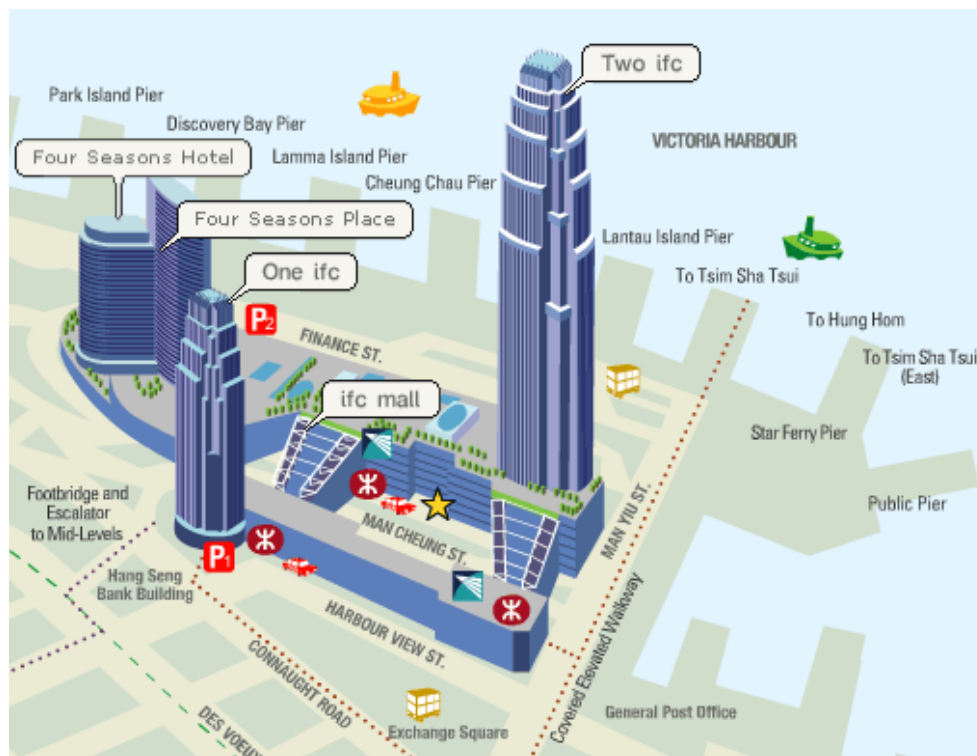 Two ifc
Park Island Pier
Discovery Bay Pier
VICTORIA HARBOUR
Four Seasons Hotel
Lamma Island Pier
Cheung Chau Pier
Four Seasons Place
Lantau Island Pier
One ifc
To Tsim Sha Tsui
P2
To Hung Hom
FINANCE ST.
To Tsim Sha Tsui
(East)
ifc mall
Star Ferry Pier
Footbridge and
Escalator
to Mid-Levels
Public Pier
MAN YIU ST.
MAN CHEUNG ST.
P1
Hang Seng
Bank Building
HARBOUR VIEW ST.
Covered Elevated Walkway
CONNAUGHT ROAD
General Post Office
Exchange Square
DES VOEUX